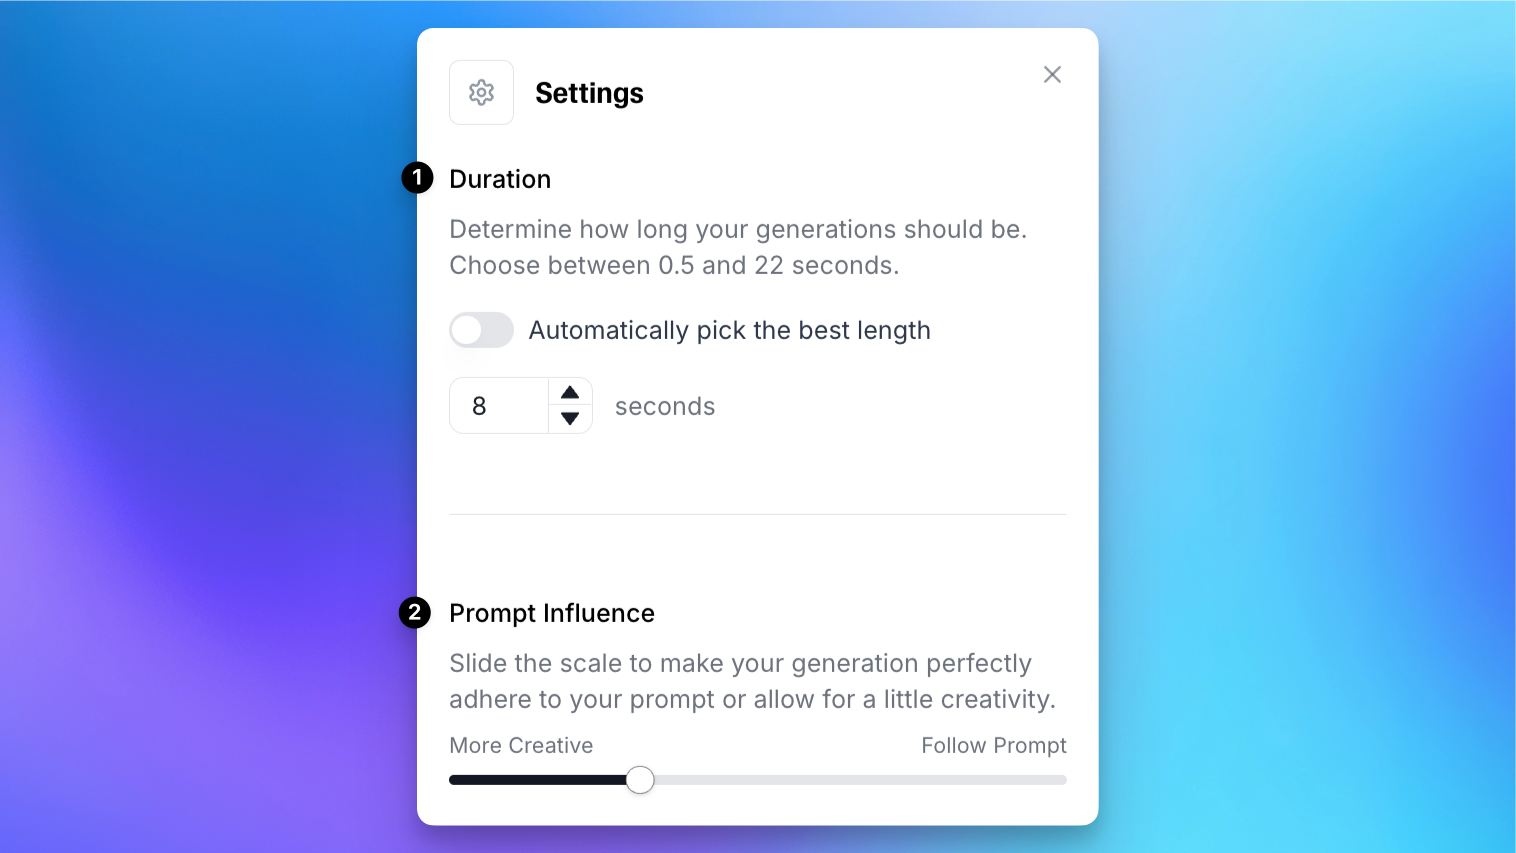 Settings
1 Duration
Determine how long your generations should be.
Choose between 0.5 and 22 seconds.
Automatically pick the best length
8 seconds
2 Prompt Influence
Slide the scale to make your generation perfectly
adhere to your prompt or allow for a little creativity.
More Creative Follow Prompt